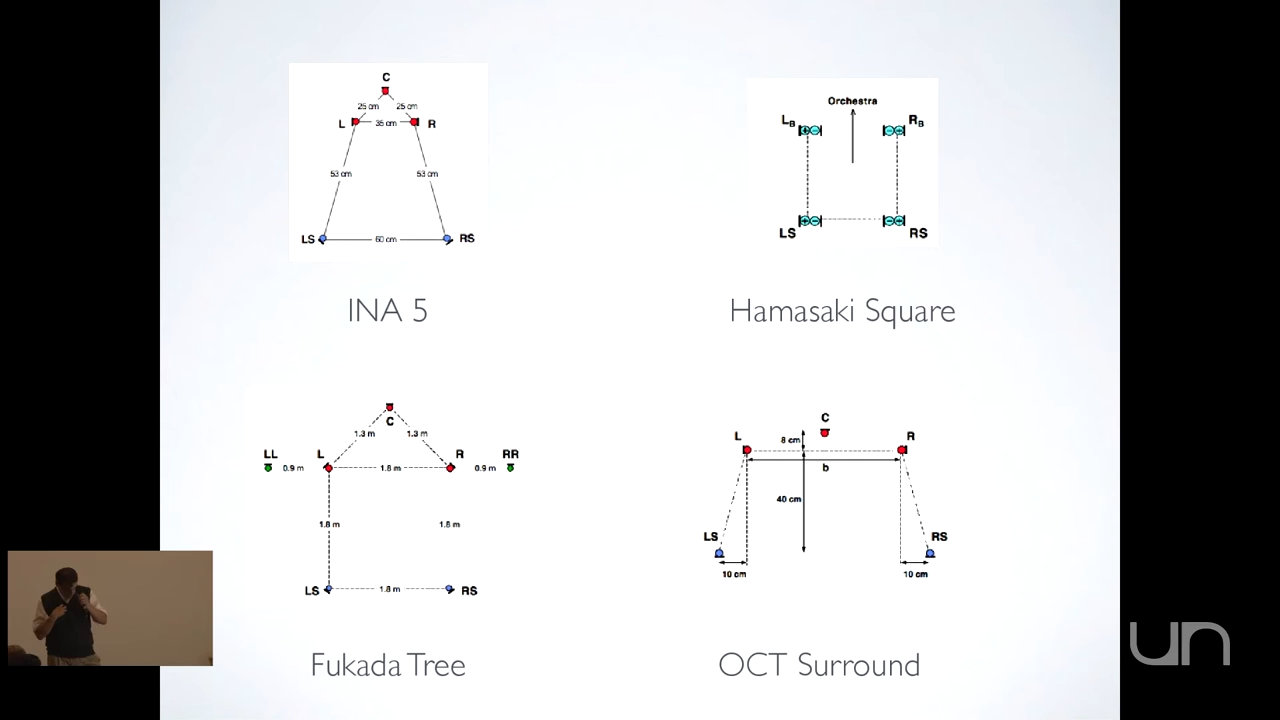 C
25 cm 25 cm
L 35 cm R
53 cm 53 cm
LS 60 cm RS
INA 5
Orchestra
LB RB
LS RS
Hamasaki Square
C
1.3 m 1.3 m
LL L R RR
0.9 m 1.8 m 0.9 m
1.8 m 1.8 m
LS 1.8 m RS
Fukada Tree
C
L 8 cm R
b
40 cm
LS RS
10 cm 10 cm
OCT Surround
un